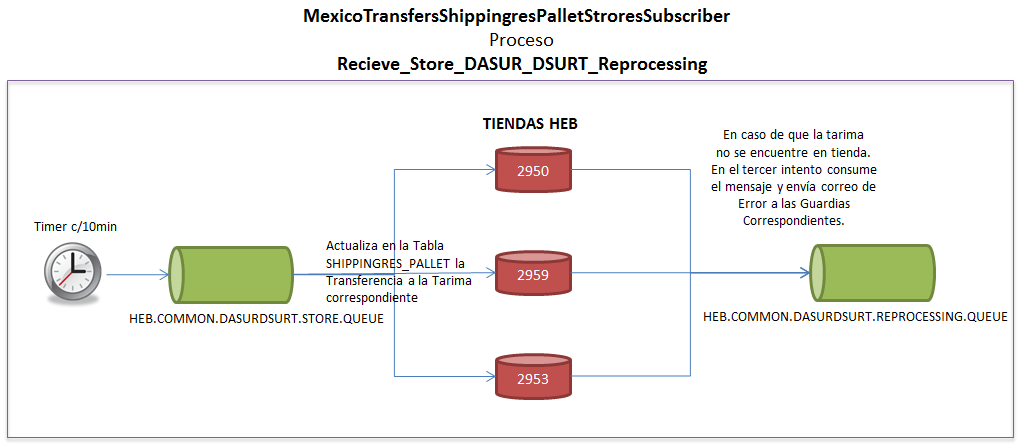 MexicoTransfersShippingresPalletStroresSubscriber
Proceso
Recieve_Store_DASUR_DSURT_Reprocessing
TIENDAS HEB
2950
En caso de que la tarima
no se encuentre en tienda.
En el tercer intento consume
el mensaje y envía correo de
Error a las Guardias
Correspondientes.
Timer c/10min
Actualiza en la Tabla
SHIPPINGRES_PALLET la
Transferencia a la Tarima
correspondiente
2959
HEB.COMMON.DASURDSURT.STORE.QUEUE
HEB.COMMON.DASURDSURT.REPROCESSING.QUEUE
2953